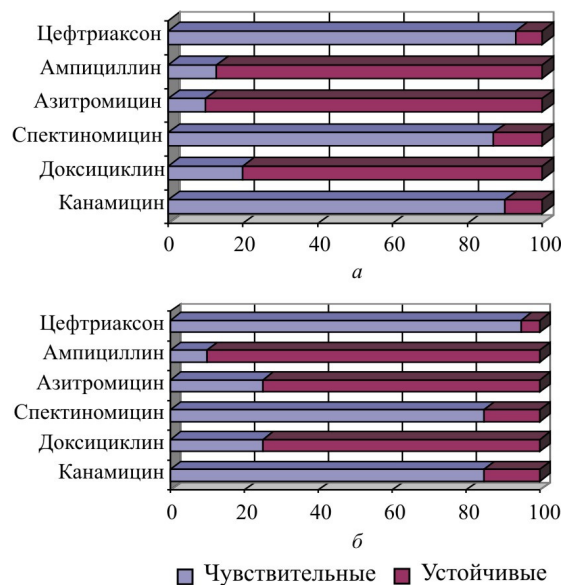 Цефтриаксон
Ампициллин
Азитромицин
Спектиномицин
Доксициклин
Канамицин
0 20 40 60 80 100
а
Цефтриаксон
Ампициллин
Азитромицин
Спектиномицин
Доксициклин
Канамицин
0 20 40 60 80 100
б
Чувствительные Устойчивые